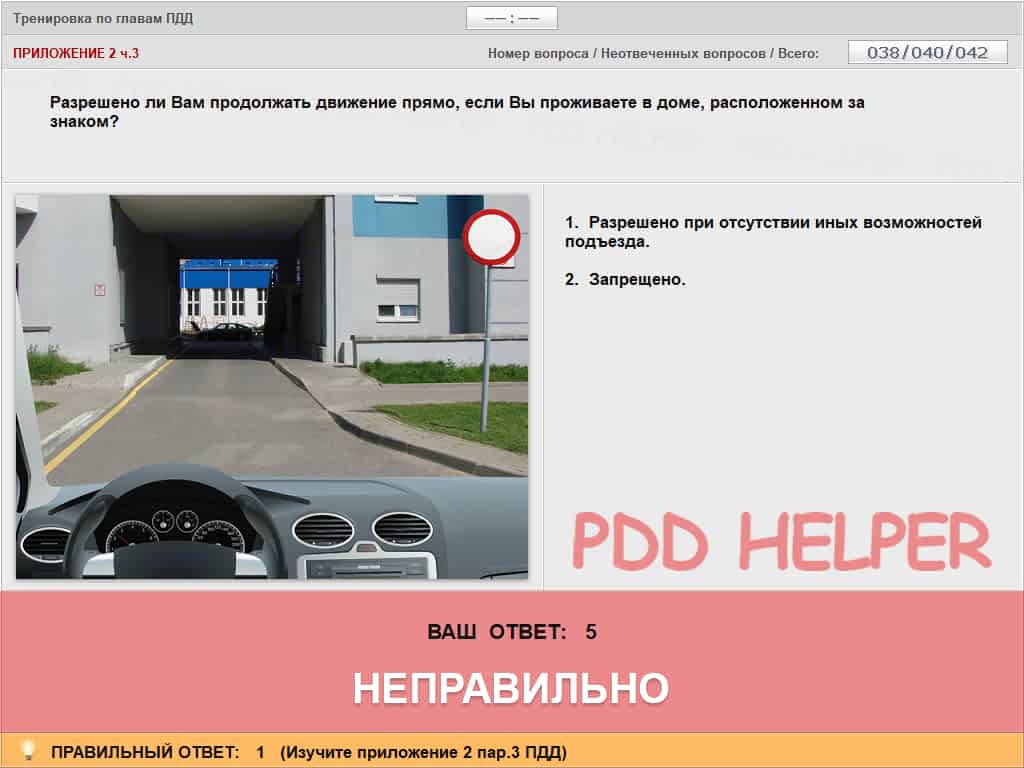 Тренировка по главам ПДД
–– : ––
ПРИЛОЖЕНИЕ 2 ч.3
Номер вопроса / Неотвеченных вопросов / Всего:
038/040/042
Разрешено ли Вам продолжать движение прямо, если Вы проживаете в доме, расположенном за
знаком?
1. Разрешено при отсутствии иных возможностей
подъезда.
2. Запрещено.
PDD HELPER
ВАШ ОТВЕТ: 5
НЕПРАВИЛЬНО
ПРАВИЛЬНЫЙ ОТВЕТ: 1 (Изучите приложение 2 пар.3 ПДД)